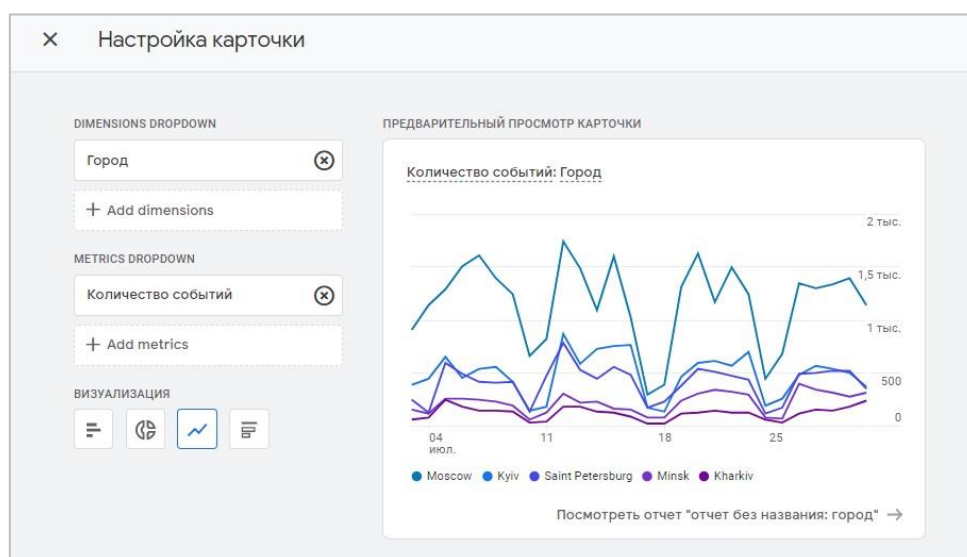 Настройка карточки
DIMENSIONS DROPDOWN
Город
+ Add dimensions
METRICS DROPDOWN
Количество событий
+ Add metrics
ВИЗУАЛИЗАЦИЯ
ПРЕДВАРИТЕЛЬНЫЙ ПРОСМОТР КАРТОЧКИ
Количество событий: Город
2 тыс.
1,5 тыс.
1 тыс.
500
0
04 11 18 25
июл.
Moscow Kyiv Saint Petersburg Minsk Kharkiv
Посмотреть отчет "отчет без названия: город" →